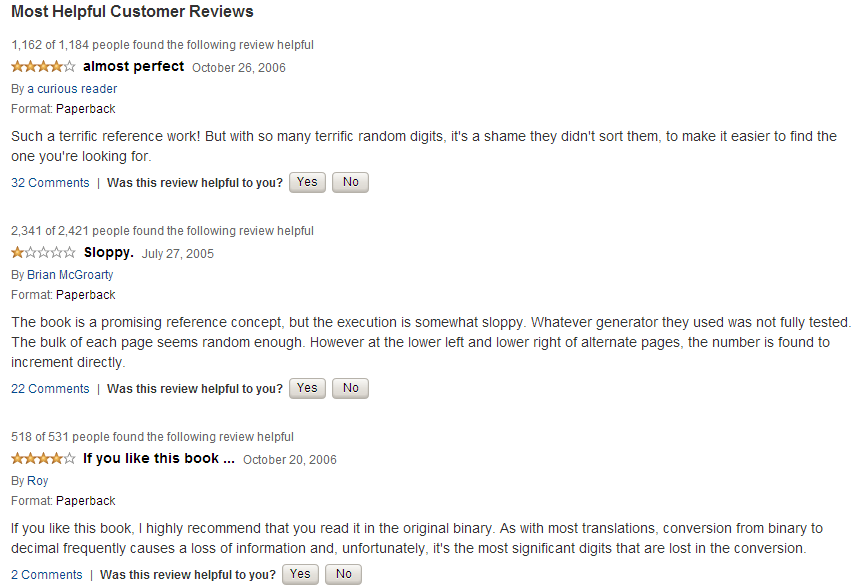 Most Helpful Customer Reviews
1,162 of 1,184 people found the following review helpful
almost perfect October 26, 2006
By a curious reader
Format: Paperback
Such a terrific reference work! But with so many terrific random digits, it's a shame they didn't sort them, to make it easier to find the
one you're looking for.
32 Comments | Was this review helpful to you? Yes No
2,341 of 2,421 people found the following review helpful
Sloppy. July 27, 2005
By Brian McGroarty
Format: Paperback
The book is a promising reference concept, but the execution is somewhat sloppy. Whatever generator they used was not fully tested.
The bulk of each page seems random enough. However at the lower left and lower right of alternate pages, the number is found to
increment directly.
22 Comments | Was this review helpful to you? Yes No
518 of 531 people found the following review helpful
If you like this book ... October 20, 2006
By Roy
Format: Paperback
If you like this book, I highly recommend that you read it in the original binary. As with most translations, conversion from binary to
decimal frequently causes a loss of information and, unfortunately, it's the most significant digits that are lost in the conversion.
2 Comments | Was this review helpful to you? Yes No